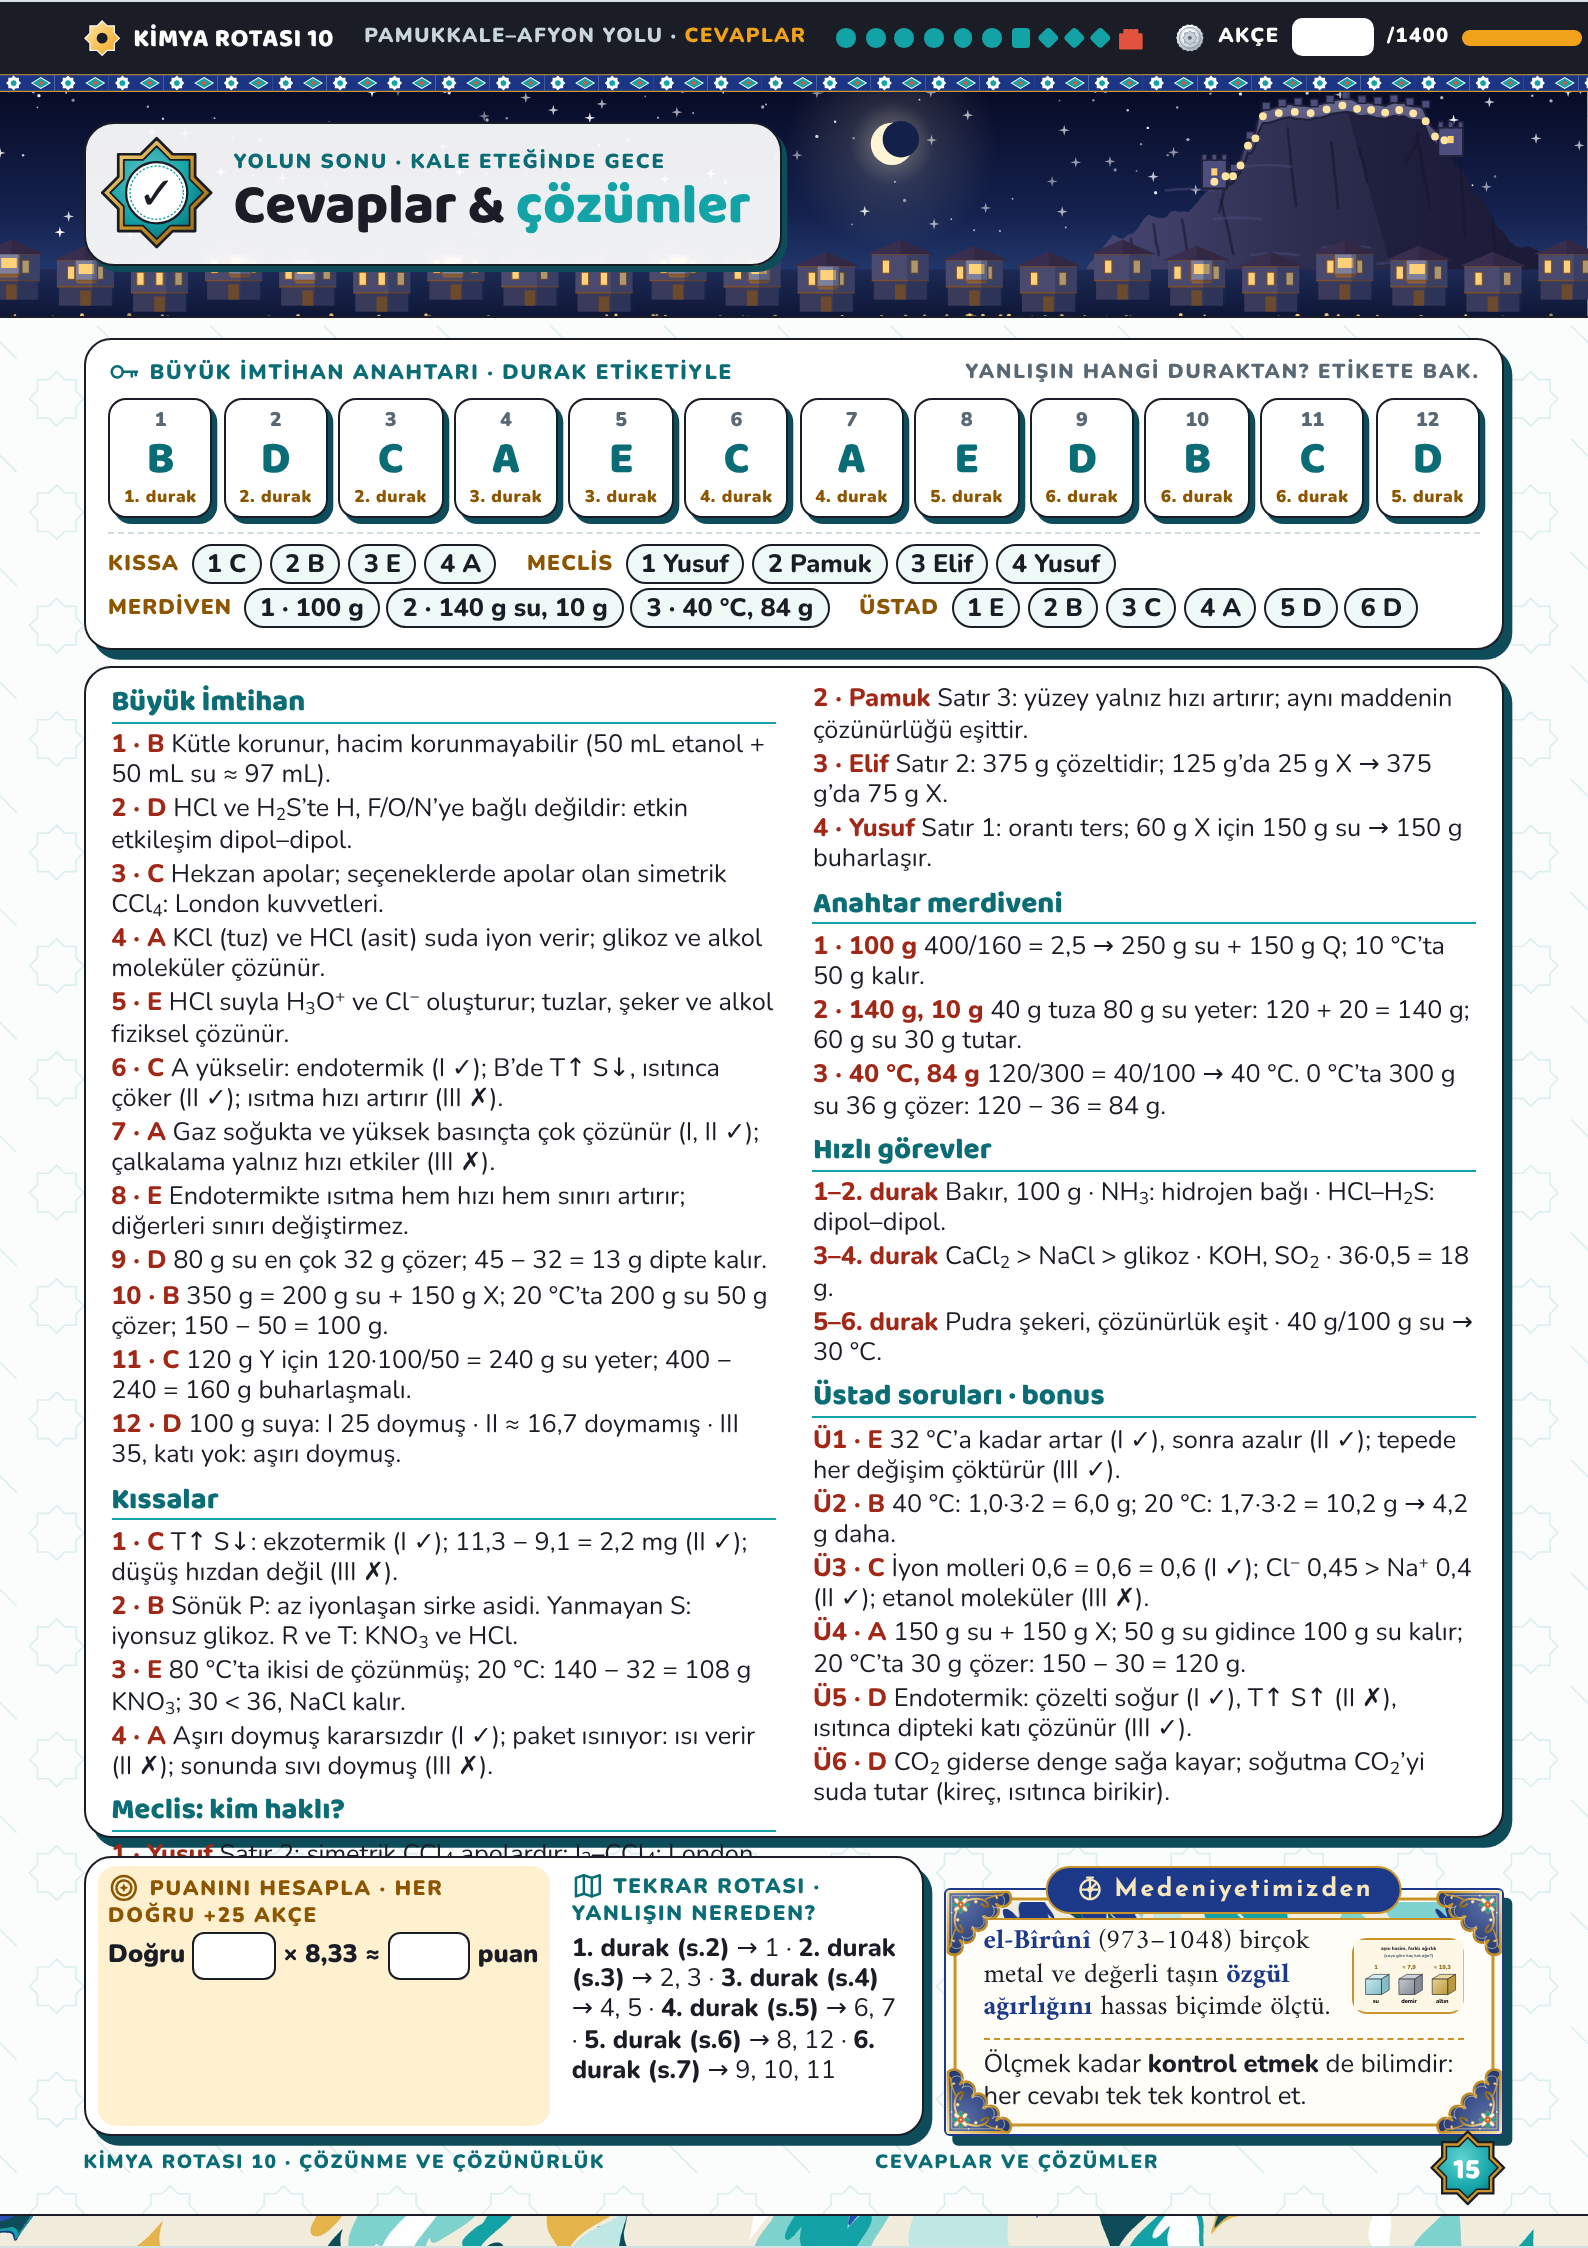 KİMYA ROTASI 10 PAMUKKALE–AFYON YOLU · CEVAPLAR AKÇE /1400
YOLUN SONU · KALE ETEĞİNDE GECE
Cevaplar & çözümler
BÜYÜK İMTİHAN ANAHTARI · DURAK ETİKETİYLE YANLIŞIN HANGİ DURAKTAN? ETİKETE BAK.
1 2 3 4 5 6 7 8 9 10 11 12
B D C A E C A E D B C D
1. durak 2. durak 2. durak 3. durak 3. durak 4. durak 4. durak 5. durak 6. durak 6. durak 6. durak 5. durak
KISSA 1 C 2 B 3 E 4 A MECLİS 1 Yusuf 2 Pamuk 3 Elif 4 Yusuf
MERDİVEN 1 · 100 g 2 · 140 g su, 10 g 3 · 40 °C, 84 g ÜSTAD 1 E 2 B 3 C 4 A 5 D 6 D
Büyük İmtihan
1 · B Kütle korunur, hacim korunmayabilir (50 mL etanol +
50 mL su ≈ 97 mL).
2 · D HCl ve H₂S’te H, F/O/N’ye bağlı değildir: etkin
etkileşim dipol–dipol.
3 · C Hekzan apolar; seçeneklerde apolar olan simetrik
CCl₄: London kuvvetleri.
4 · A KCl (tuz) ve HCl (asit) suda iyon verir; glikoz ve alkol
moleküler çözünür.
5 · E HCl suyla H₃O⁺ ve Cl⁻ oluşturur; tuzlar, şeker ve alkol
fiziksel çözünür.
6 · C A yükselir: endotermik (I ✓); B’de T↑ S↓, ısıtınca
çöker (II ✓); ısıtma hızı artırır (III ✗).
7 · A Gaz soğukta ve yüksek basınçta çok çözünür (I, II ✓);
çalkalama yalnız hızı etkiler (III ✗).
8 · E Endotermikte ısıtma hem hızı hem sınırı artırır;
diğerleri sınırı değiştirmez.
9 · D 80 g su en çok 32 g çözer; 45 − 32 = 13 g dipte kalır.
10 · B 350 g = 200 g su + 150 g X; 20 °C’ta 200 g su 50 g
çözer; 150 − 50 = 100 g.
11 · C 120 g Y için 120·100/50 = 240 g su yeter; 400 −
240 = 160 g buharlaşmalı.
12 · D 100 g suya: I 25 doymuş · II ≈ 16,7 doymamış · III
35, katı yok: aşırı doymuş.
Kıssalar
1 · C T↑ S↓: ekzotermik (I ✓); 11,3 − 9,1 = 2,2 mg (II ✓);
düşüş hızdan değil (III ✗).
2 · B Sönük P: az iyonlaşan sirke asidi. Yanmayan S:
iyonsuz glikoz. R ve T: KNO₃ ve HCl.
3 · E 80 °C’ta ikisi de çözünmüş; 20 °C: 140 − 32 = 108 g
KNO₃; 30 < 36, NaCl kalır.
4 · A Aşırı doymuş kararsızdır (I ✓); paket ısınıyor: ısı verir
(II ✗); sonunda sıvı doymuş (III ✗).
Meclis: kim haklı?
1 · Yusuf Satır 2: simetrik CCl₄ apolardır; I₂–CCl₄: London
2 · Pamuk Satır 3: yüzey yalnız hızı artırır; aynı maddenin
çözünürlüğü eşittir.
3 · Elif Satır 2: 375 g çözeltidir; 125 g’da 25 g X → 375
g’da 75 g X.
4 · Yusuf Satır 1: orantı ters; 60 g X için 150 g su → 150 g
buharlaşır.
Anahtar merdiveni
1 · 100 g 400/160 = 2,5 → 250 g su + 150 g Q; 10 °C’ta
50 g kalır.
2 · 140 g, 10 g 40 g tuza 80 g su yeter: 120 + 20 = 140 g;
60 g su 30 g tutar.
3 · 40 °C, 84 g 120/300 = 40/100 → 40 °C. 0 °C’ta 300 g
su 36 g çözer: 120 − 36 = 84 g.
Hızlı görevler
1–2. durak Bakır, 100 g · NH₃: hidrojen bağı · HCl–H₂S:
dipol–dipol.
3–4. durak CaCl₂ > NaCl > glikoz · KOH, SO₂ · 36·0,5 = 18
g.
5–6. durak Pudra şekeri, çözünürlük eşit · 40 g/100 g su →
30 °C.
Üstad soruları · bonus
Ü1 · E 32 °C’a kadar artar (I ✓), sonra azalır (II ✓); tepede
her değişim çöktürür (III ✓).
Ü2 · B 40 °C: 1,0·3·2 = 6,0 g; 20 °C: 1,7·3·2 = 10,2 g → 4,2
g daha.
Ü3 · C İyon molleri 0,6 = 0,6 = 0,6 (I ✓); Cl⁻ 0,45 > Na⁺ 0,4
(II ✓); etanol moleküler (III ✗).
Ü4 · A 150 g su + 150 g X; 50 g su gidince 100 g su kalır;
20 °C’ta 30 g çözer: 150 − 30 = 120 g.
Ü5 · D Endotermik: çözelti soğur (I ✓), T↑ S↑ (II ✗),
ısıtınca dipteki katı çözünür (III ✓).
Ü6 · D CO₂ giderse denge sağa kayar; soğutma CO₂’yi
suda tutar (kireç, ısıtınca birikir).
PUANINI HESAPLA · HER
DOĞRU +25 AKÇE
Doğru × 8,33 ≈ puan
TEKRAR ROTASI ·
YANLIŞIN NEREDEN?
1. durak (s.2) → 1 · 2. durak
(s.3) → 2, 3 · 3. durak (s.4)
→ 4, 5 · 4. durak (s.5) → 6, 7
· 5. durak (s.6) → 8, 12 · 6.
durak (s.7) → 9, 10, 11
Medeniyetimizden
el-Bîrûnî (973–1048) birçok
metal ve değerli taşın özgül
ağırlığını hassas biçimde ölçtü.
aynı hacim, farklı ağırlık
1 ≈ 7,9 ≈ 19,3
su demir altın
Ölçmek kadar kontrol etmek de bilimdir:
her cevabı tek tek kontrol et.
KİMYA ROTASI 10 · ÇÖZÜNME VE ÇÖZÜNÜRLÜK CEVAPLAR VE ÇÖZÜMLER 15